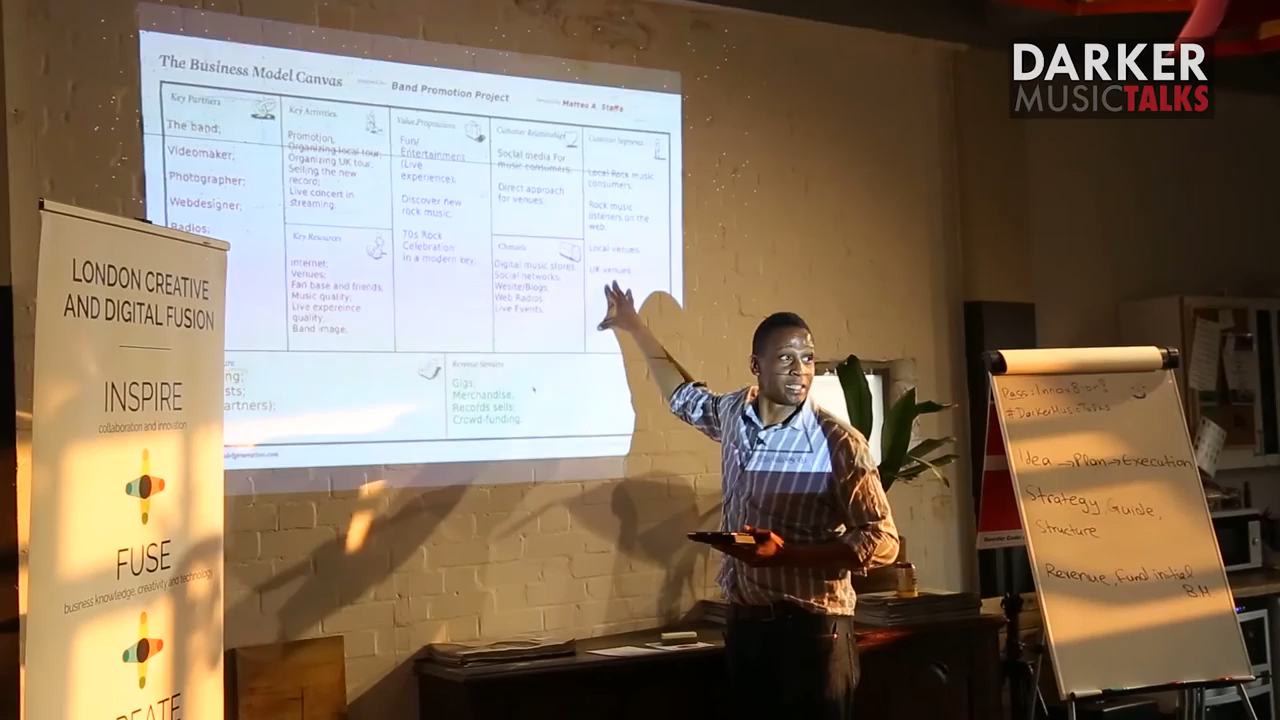 DARKER
MUSICTALKS
The Business Model Canvas
Band Promotion Project
Matteo A. Staffa
Key Partners
The band;
Videomaker;
Photographer;
Webdesigner;
Radios;
Key Activities
Promotion;
Organizing local tour;
Organizing UK tour;
Selling the new
record;
Live concert in
streaming.
Key Resources
Internet;
Venues;
Fan base and friends;
Music quality;
Live expereince
quality;
Band image;
Value Propositions
Fun/
Entertainment
(Live
experience);
Discover new
rock music;
70s Rock
Celebration
in a modern key;
Customer Relationships
Social media For
music consumers;
Direct approach
for venues.
Channels
Digital music stores
Social networks;
Wesite/Blogs,
Web Radios
Live Events.
Customer Segments
Local Rock music
consumers;
Rock music
listeners on the
web;
Local venues
UK venues
ng;
sts;
artners);
Revenue Streams
Gigs;
Merchandise,
Records sells;
Crowd-funding.
LONDON CREATIVE
AND DIGITAL FUSION
INSPIRE
collaboration and innovation
FUSE
business knowledge, creativity and technology
REATE
#DarkerMusicTalks
Idea → Plan → Execution
Strategy, Guide,
Structure
Revenue, Fund initial
BM